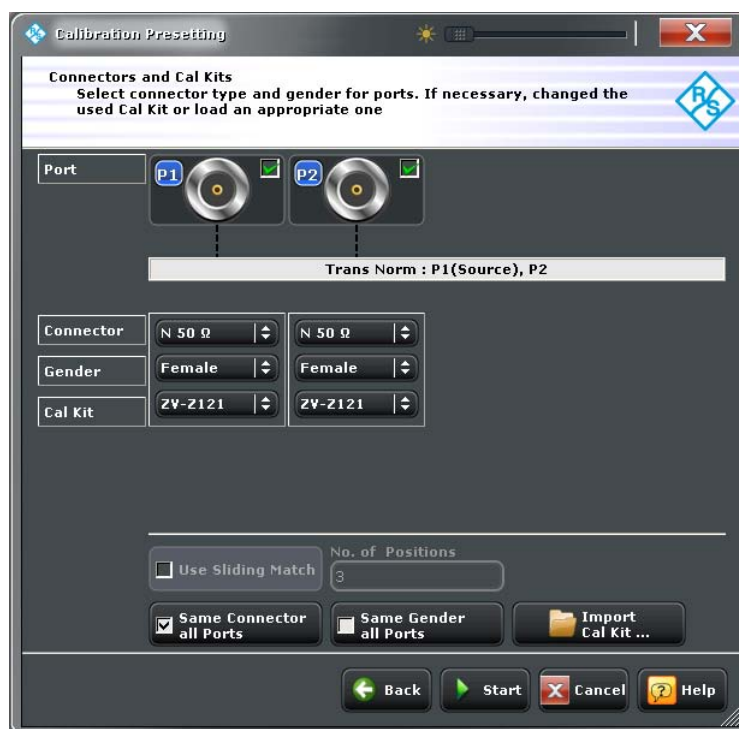 Calibration Presetting
Connectors and Cal Kits
Select connector type and gender for ports. If necessary, changed the
used Cal Kit or load an appropriate one
R&S
Port
P1
P2
Trans Norm : P1(Source), P2
Connector
N 50 Ω
N 50 Ω
Gender
Female
Female
Cal Kit
ZV-Z121
ZV-Z121
Use Sliding Match
No. of Positions
3
Same Connector
all Ports
Same Gender
all Ports
Import
Cal Kit ...
Back
Start
Cancel
Help